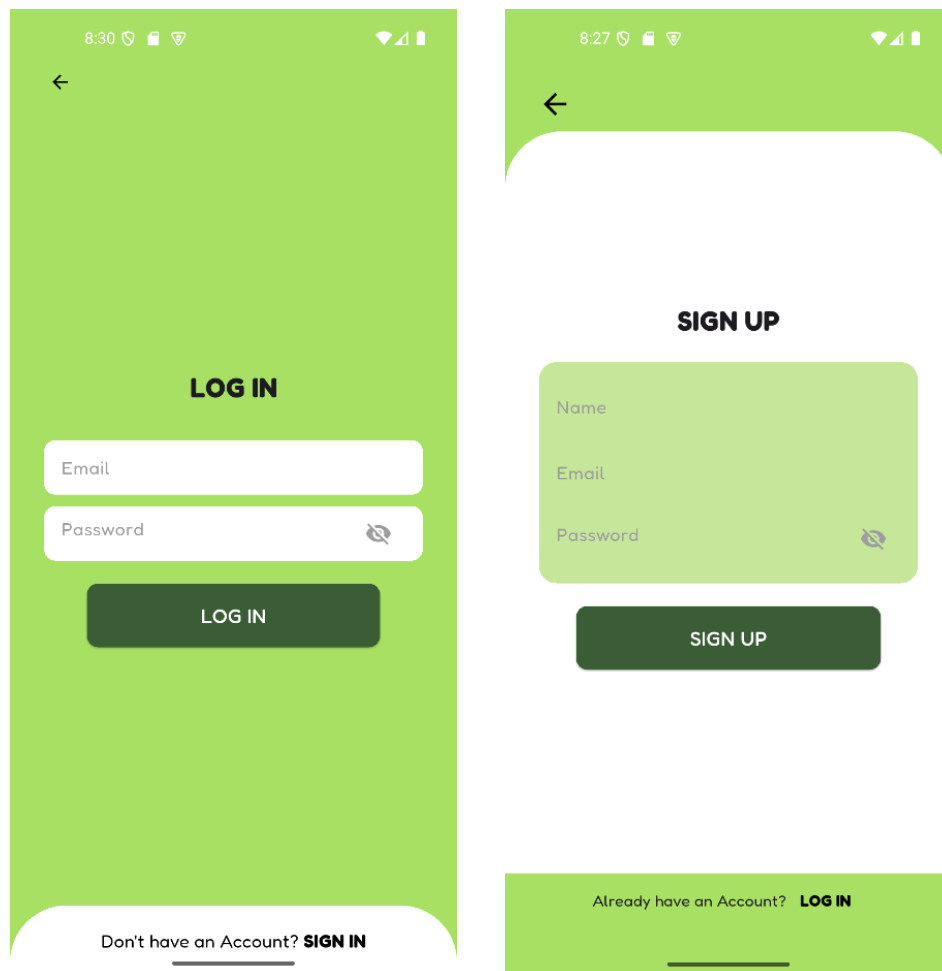 8:30
LOG IN
Email
Password
LOG IN
Don't have an Account? SIGN IN
8:27
SIGN UP
Name
Email
Password
SIGN UP
Already have an Account? LOG IN